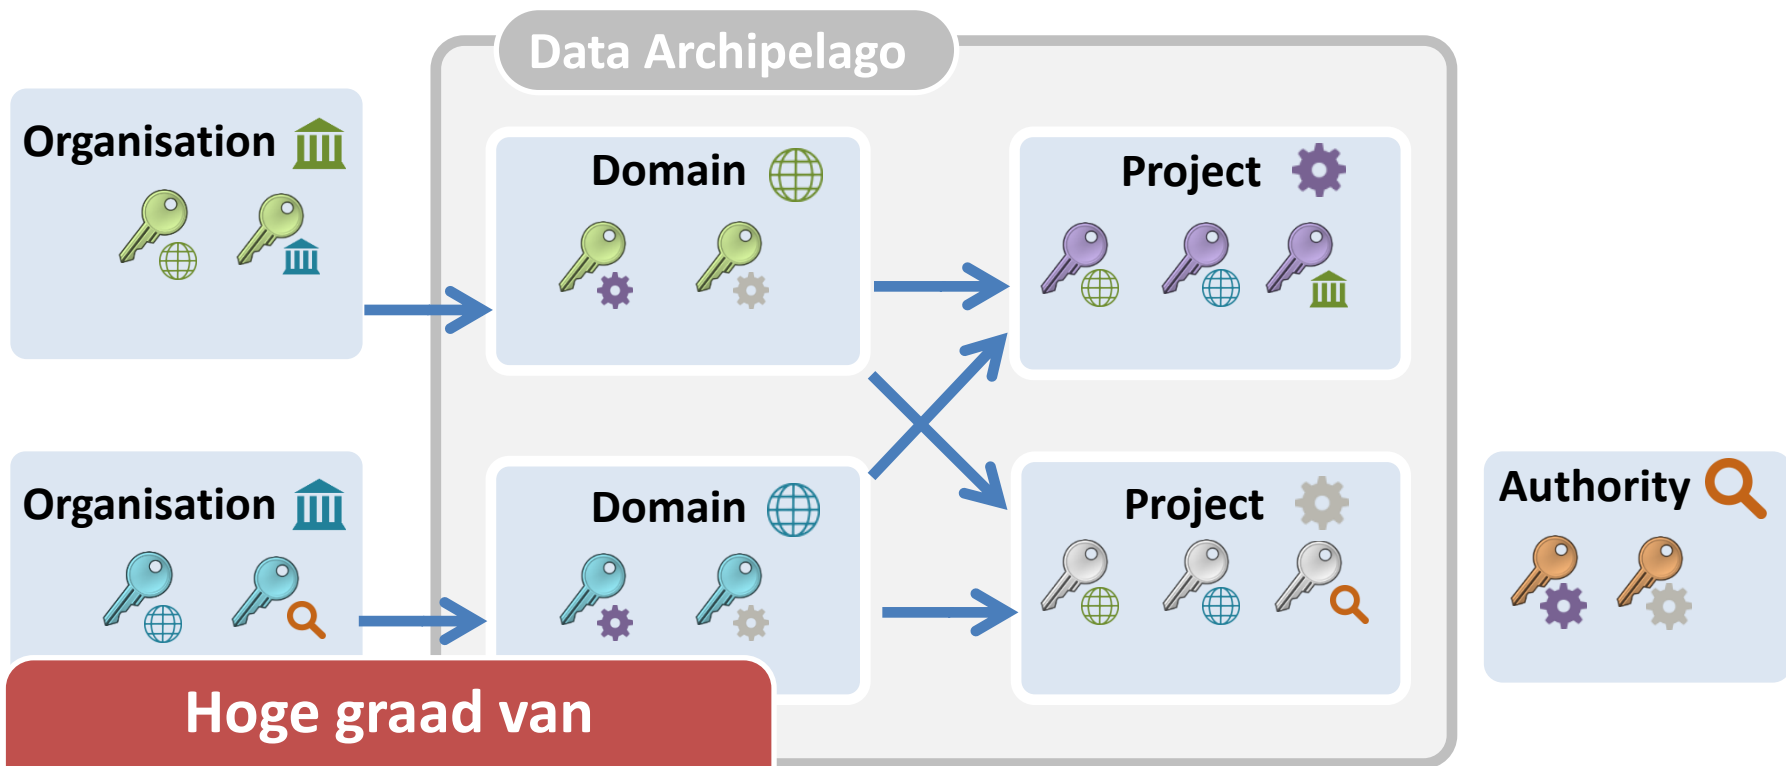 Data Archipelago
Organisation
Domain
Project
Organisation
Domain
Project
Authority
Hoge graad van